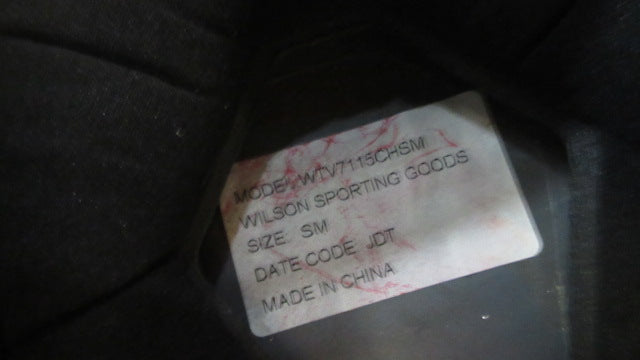 MODEL WTV7115CHSM
WILSON SPORTING GOODS
SIZE SM
DATE CODE JDT
MADE IN CHINA